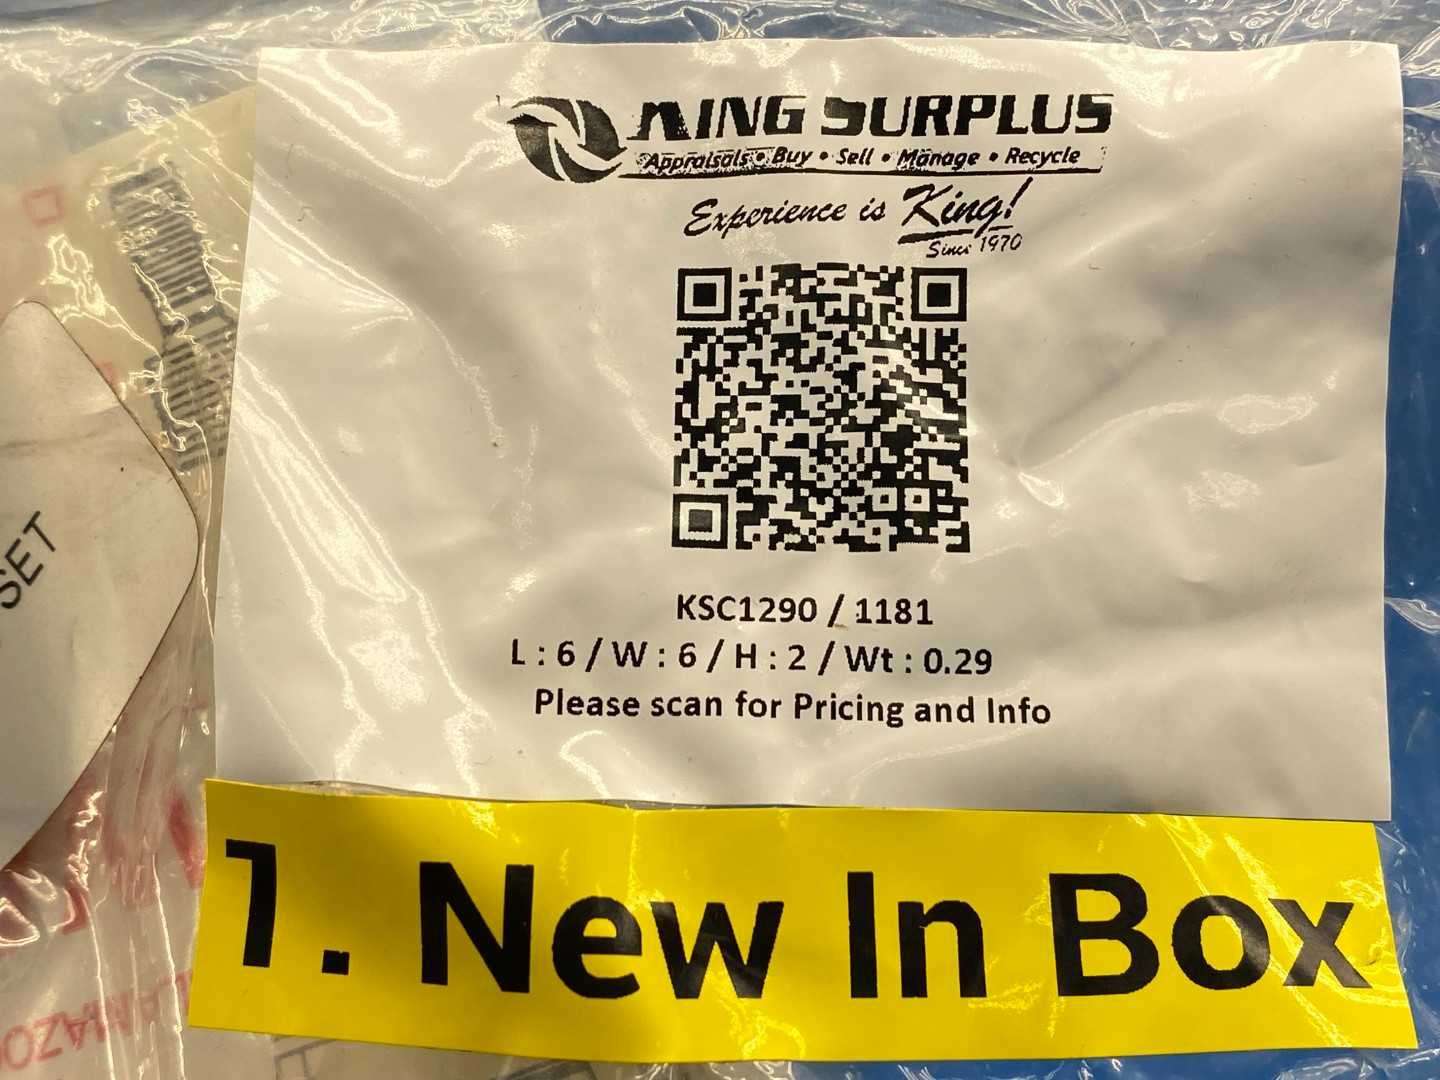 KING SURPLUS
Appraisals • Buy • Sell • Manage • Recycle
Experience is King!
Since 1970
KSC1290 / 1181
L : 6 / W : 6 / H : 2 / Wt : 0.29
Please scan for Pricing and Info
1. New In Box
SET